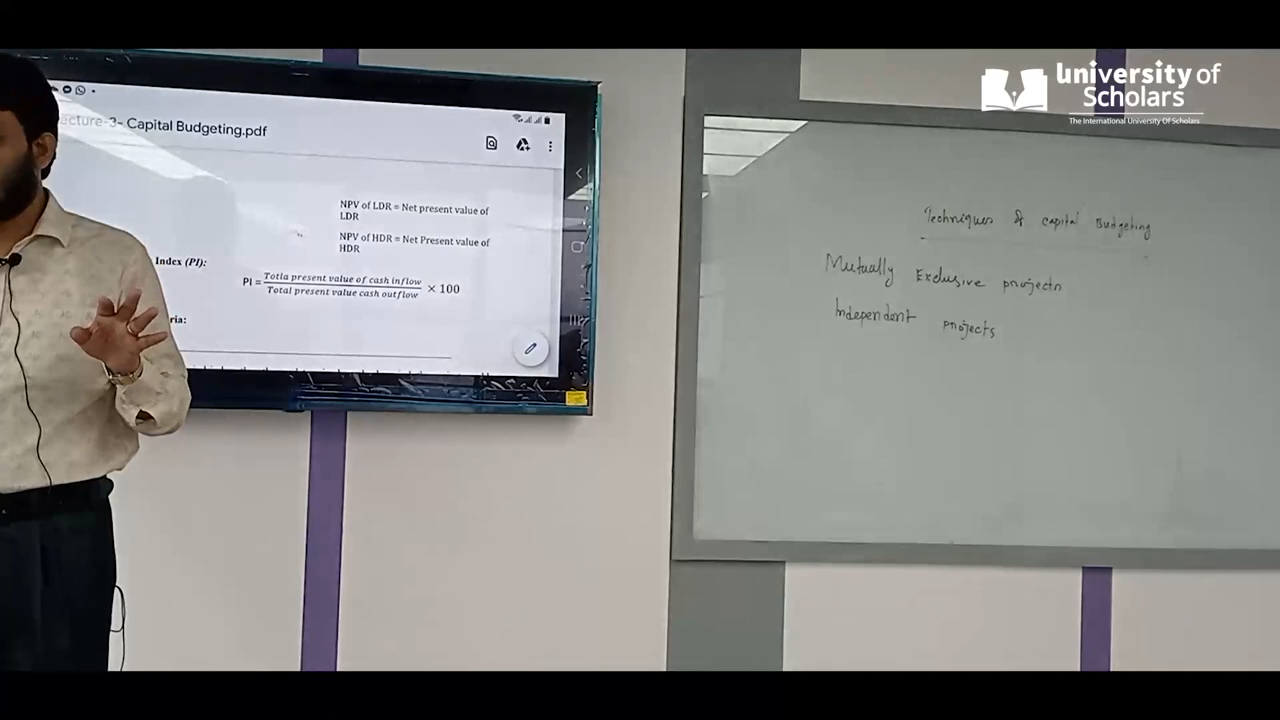 ecture-3- Capital Budgeting.pdf
NPV of LDR = Net present value of
LDR
NPV of HDR = Net Present value of
HDR
Index (PI):
PI = Totla present value of cash inflow / Total present value cash outflow × 100
ria:
university of
Scholars
The International University Of Scholars
Techniques of capital Budgeting
Mutually Exclusive projects
Independent projects